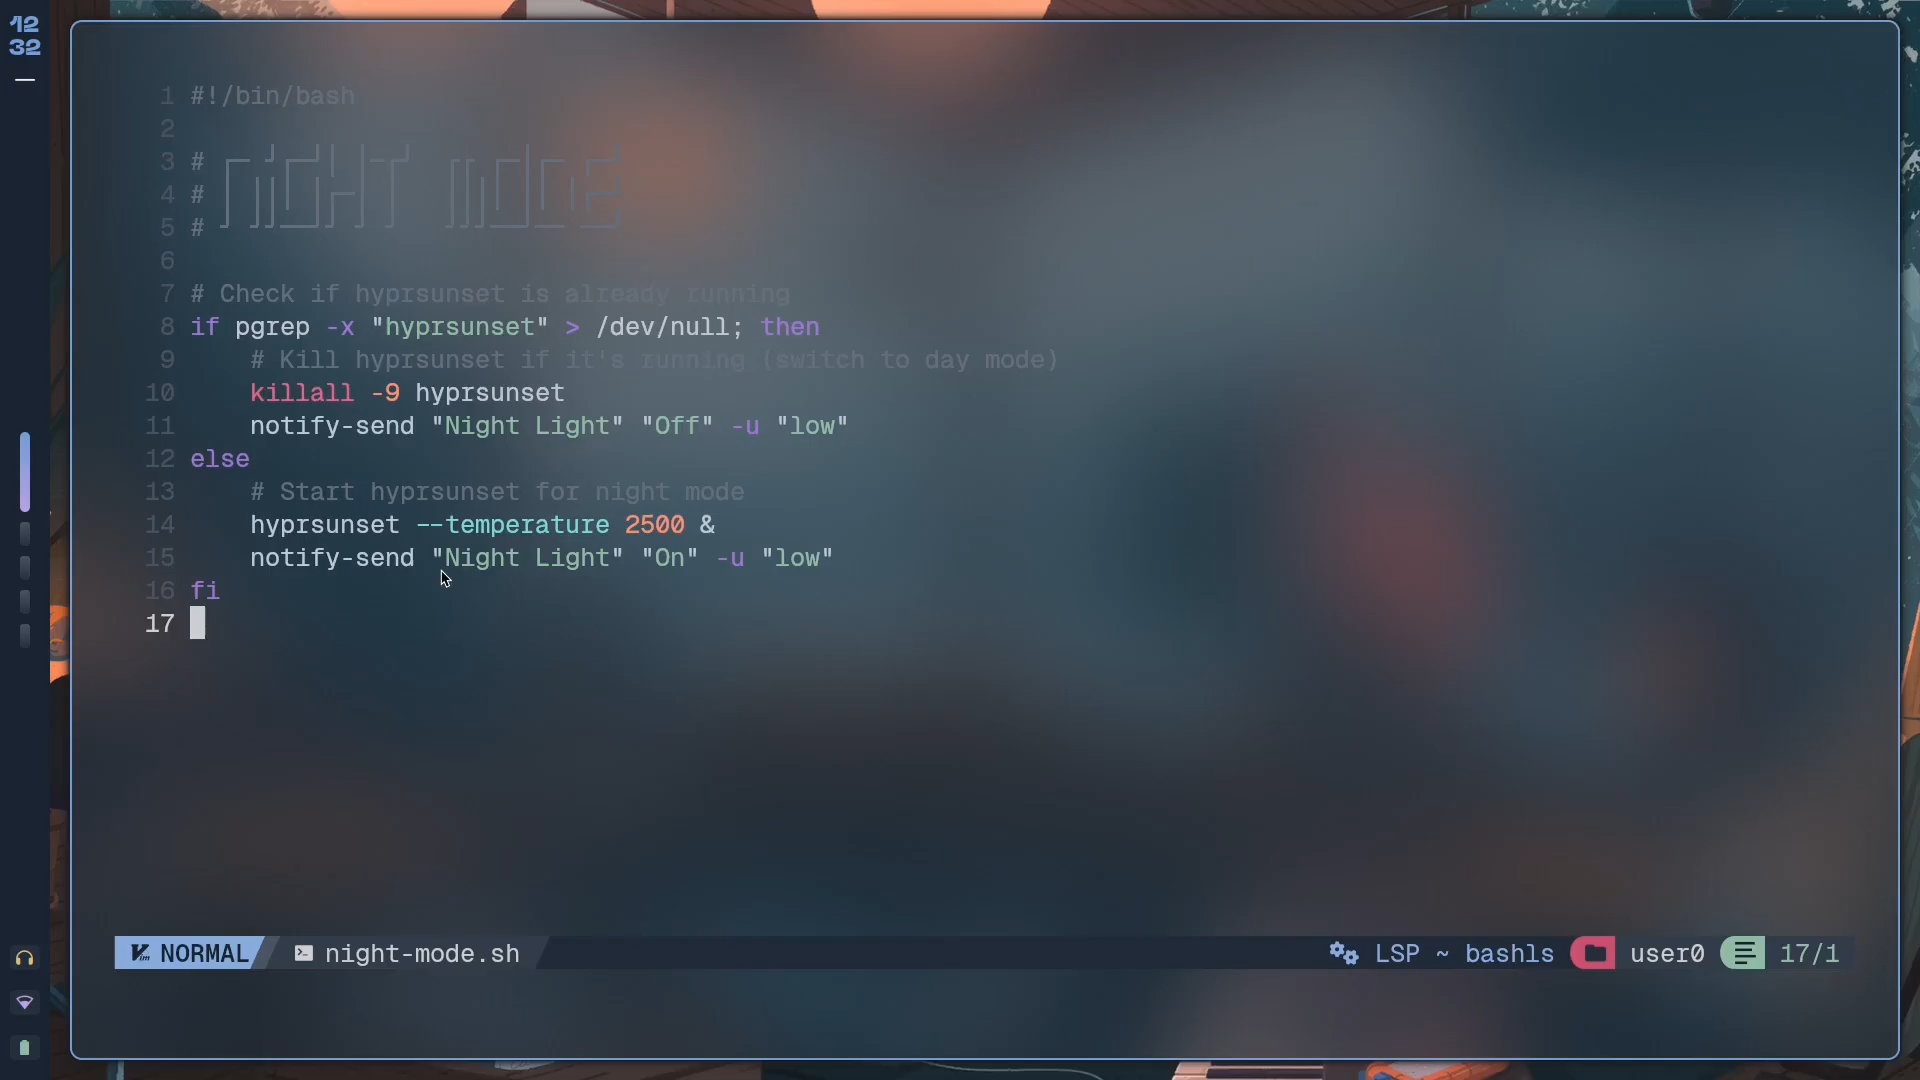 12
32
1 #!/bin/bash
2
3 #
4 # NIGHT MODE
5 #
6
7 # Check if hyprsunset is already running
8 if pgrep -x "hyprsunset" > /dev/null; then
9     # Kill hyprsunset if it's running (switch to day mode)
10     killall -9 hyprsunset
11     notify-send "Night Light" "Off" -u "low"
12 else
13     # Start hyprsunset for night mode
14     hyprsunset --temperature 2500 &
15     notify-send "Night Light" "On" -u "low"
16 fi
17
NORMAL night-mode.sh LSP ~ bashls user0 17/1